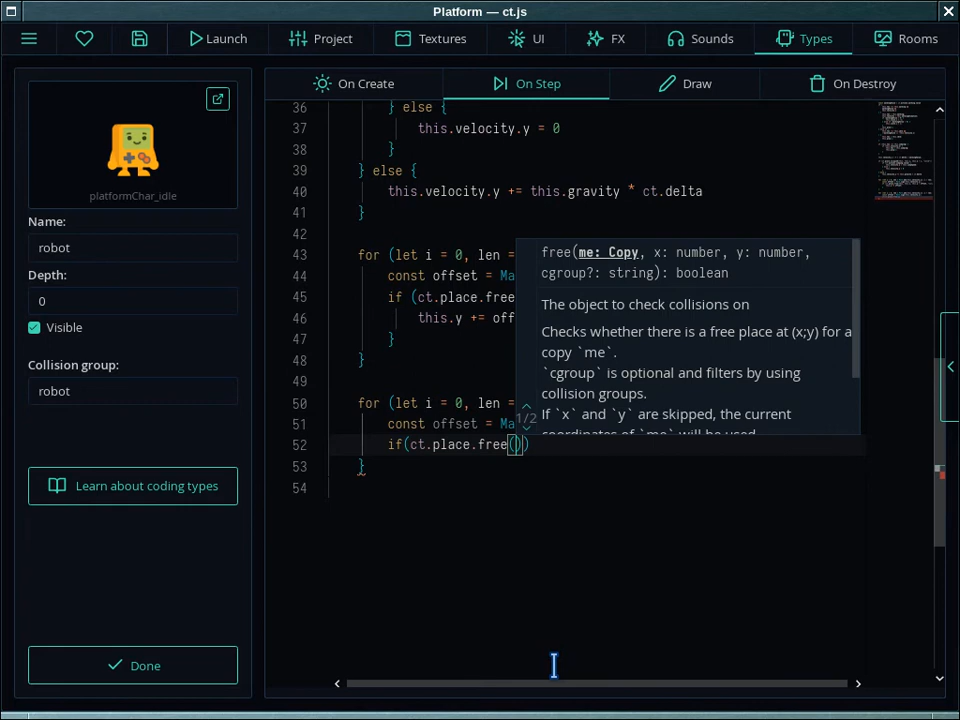 Platform — ct.js
Launch
Project
Textures
UI
FX
Sounds
Types
Rooms
platformChar_idle
Name:
robot
Depth:
0
Visible
Collision group:
robot
Learn about coding types
Done
On Create
On Step
Draw
On Destroy
36 } else {
37 this.velocity.y = 0
38 }
39 } else {
40 this.velocity.y += this.gravity * ct.delta
41 }
42
43 for (let i = 0, len =
44 const offset = Ma
45 if (ct.place.free
46 this.y += off
47 }
48 }
49
50 for (let i = 0, len =
51 const offset = Ma
52 if(ct.place.free())
53 }
54
free(me: Copy, x: number, y: number,
cgroup?: string): boolean
The object to check collisions on
Checks whether there is a free place at (x;y) for a
copy `me`.
`cgroup` is optional and filters by using
collision groups.
If `x` and `y` are skipped, the current
coordinates of `me` will be used
1/2